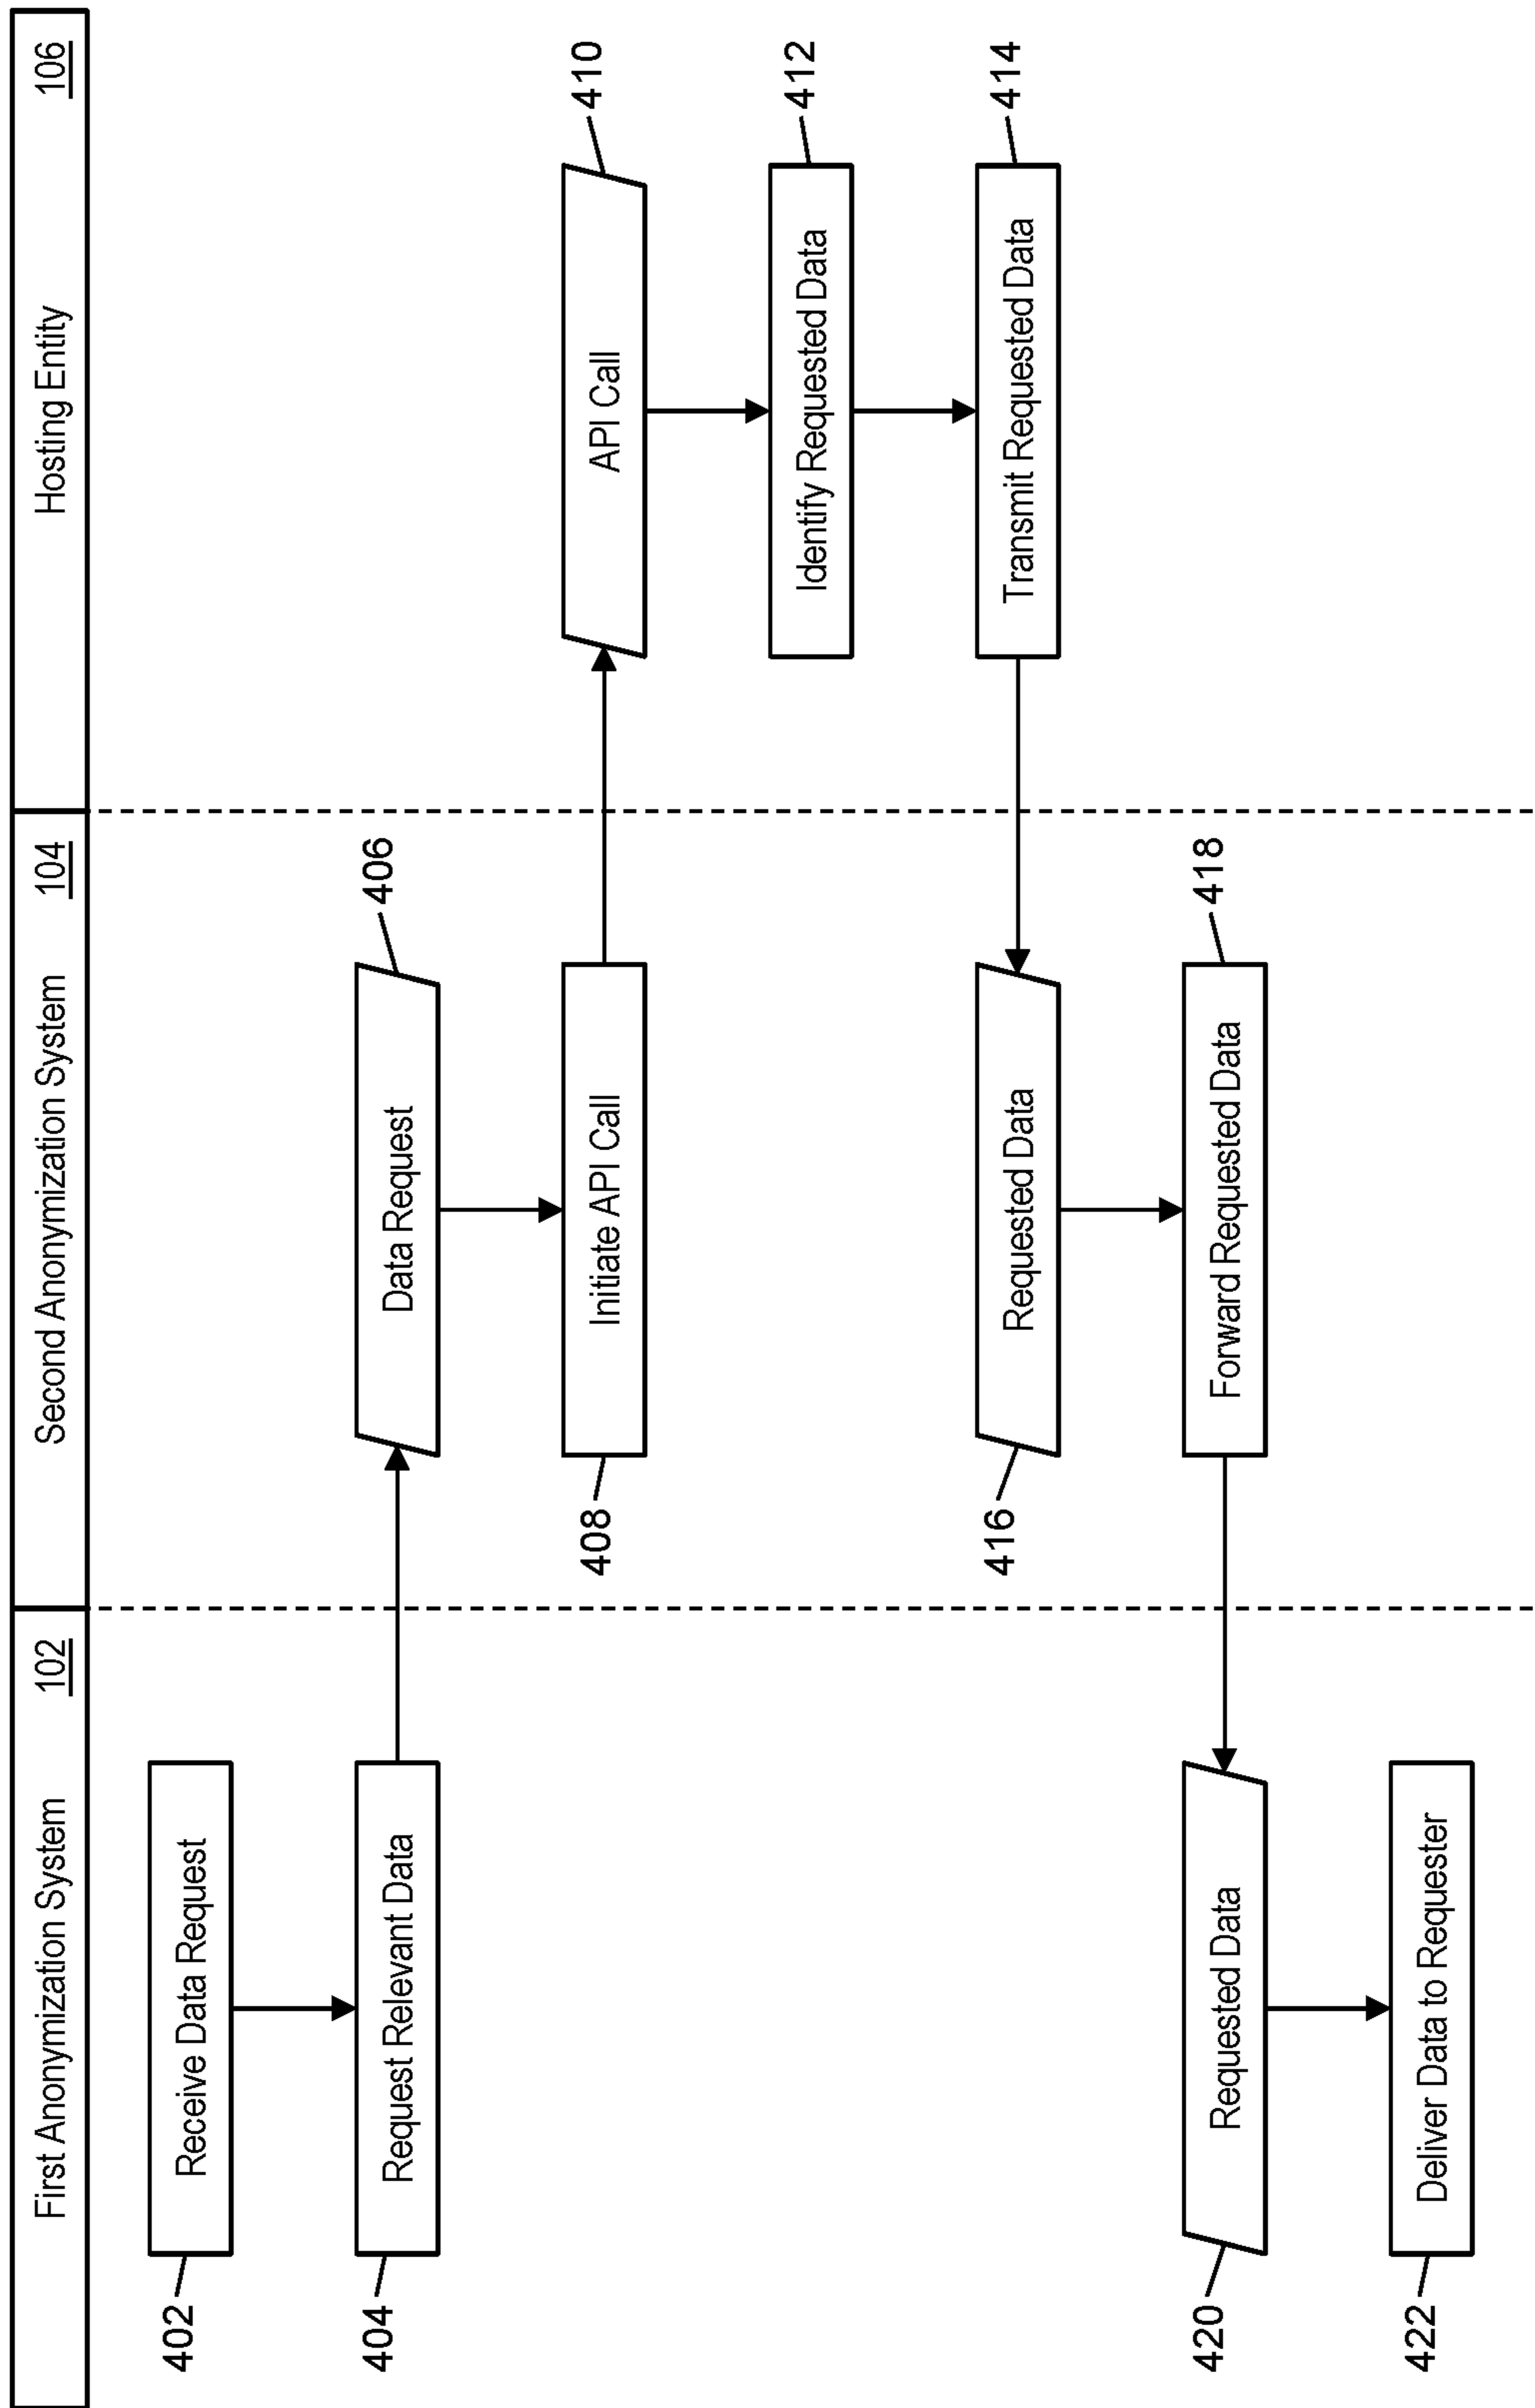 First Anonymization System 102
Second Anonymization System 104
Hosting Entity 106
402
Receive Data Request
404
Request Relevant Data
Data Request
406
408
Initiate API Call
API Call
410
Identify Requested Data
412
Transmit Requested Data
414
416
Requested Data
Forward Requested Data
418
420
Requested Data
422
Deliver Data to Requester